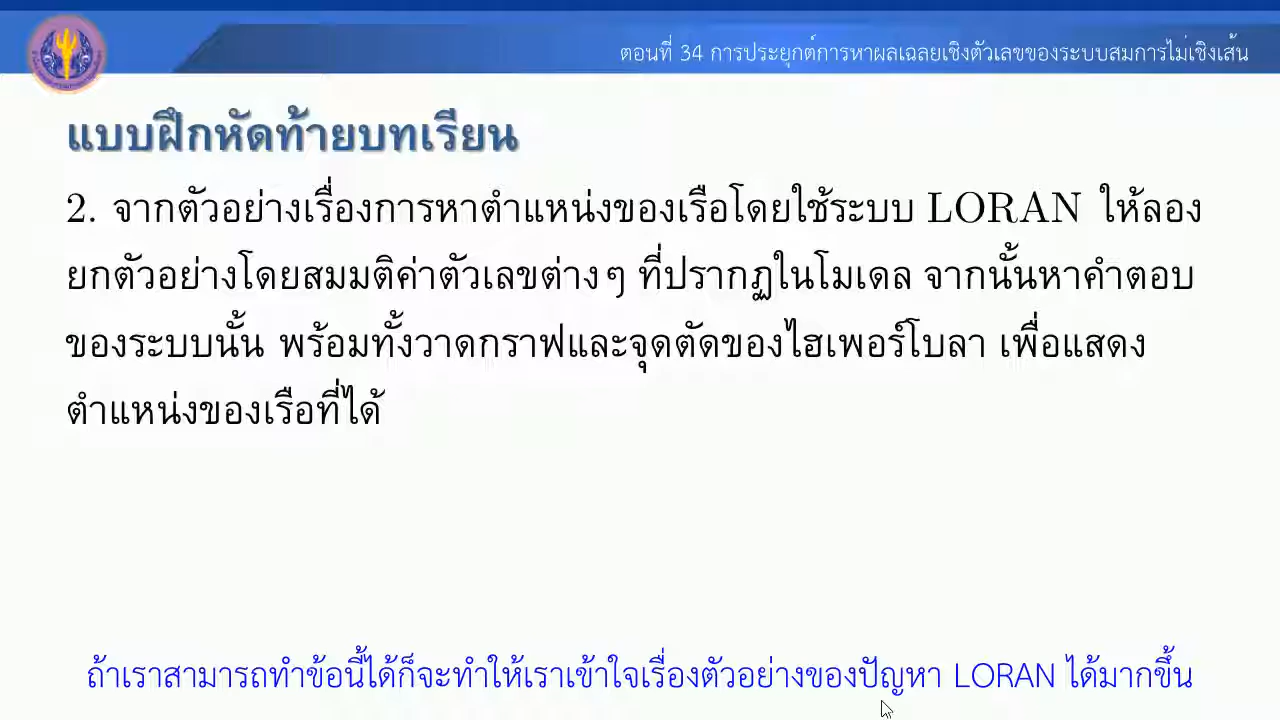 ตอนที่ 34 การประยุกต์การหาผลเฉลยเชิงตัวเลขของระบบสมการไม่เชิงเส้น
แบบฝึกหัดท้ายบทเรียน
2. จากตัวอย่างเรื่องการหาตำแหน่งของเรือโดยใช้ระบบ LORAN ให้ลอง
ยกตัวอย่างโดยสมมติค่าตัวเลขต่างๆ ที่ปรากฏในโมเดล จากนั้นหาคำตอบ
ของระบบนั้น พร้อมทั้งวาดกราฟและจุดตัดของไฮเพอร์โบลา เพื่อแสดง
ตำแหน่งของเรือที่ได้
ถ้าเราสามารถทำข้อนี้ได้ก็จะทำให้เราเข้าใจเรื่องตัวอย่างของปัญหา LORAN ได้มากขึ้น